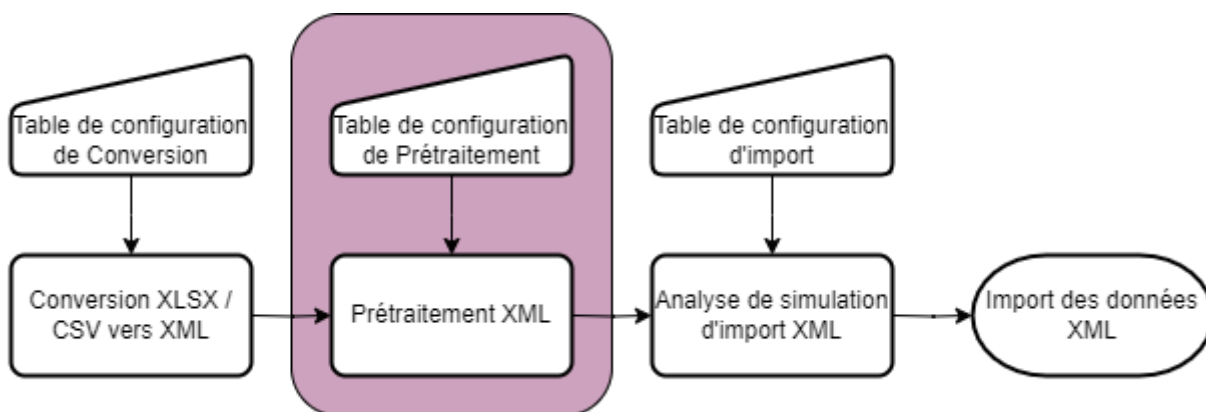 Table de configuration
de Conversion
Table de configuration
de Prétraitement
Table de configuration
d'import
Conversion XLSX /
CSV vers XML
Prétraitement XML
Analyse de simulation
d'import XML
Import des données
XML